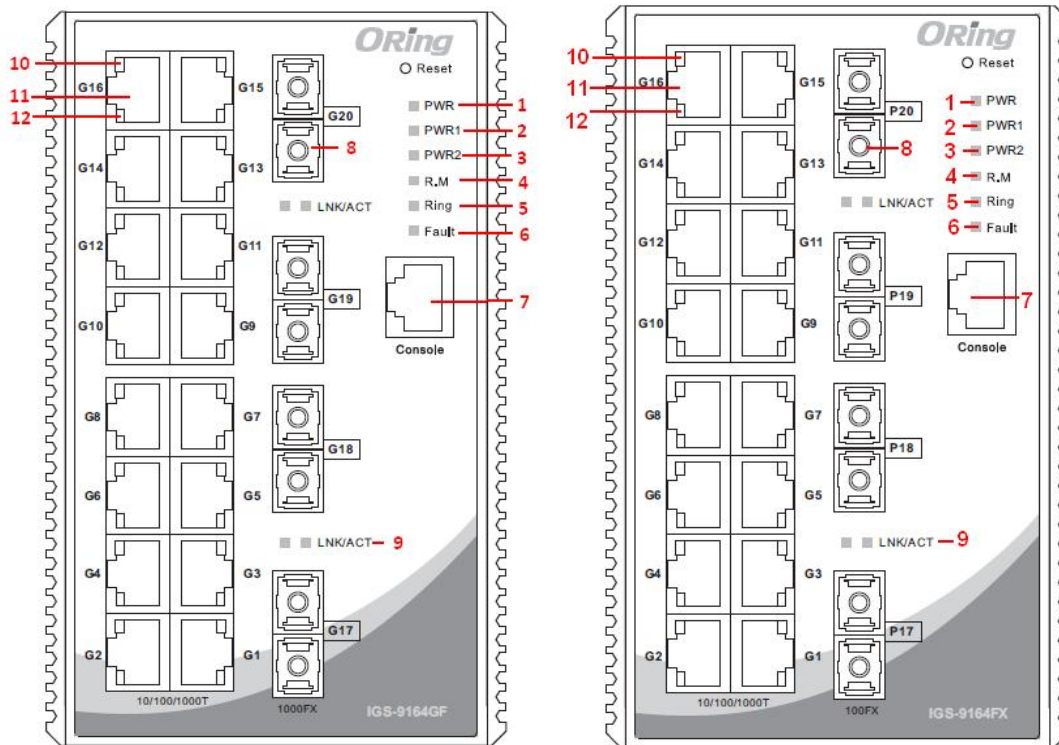 ORing
Reset
10
G16
11
12
G15
G20
8
PWR
1
PWR1
2
PWR2
3
R.M
4
Ring
5
Fault
6
G14
G13
LNK/ACT
G12
G11
G19
7
Console
G10
G9
G8
G7
G18
G6
G5
LNK/ACT
9
G4
G3
G17
G2
G1
10/100/1000T
1000FX
IGS-9164GF
ORing
Reset
10
G16
11
12
G15
P20
8
1
PWR
2
PWR1
3
PWR2
4
R.M
5
Ring
6
Fault
G14
G13
LNK/ACT
G12
G11
P19
7
Console
G10
G9
G8
G7
P18
G6
G5
LNK/ACT
9
G4
G3
P17
G2
G1
10/100/1000T
100FX
IGS-9164FX